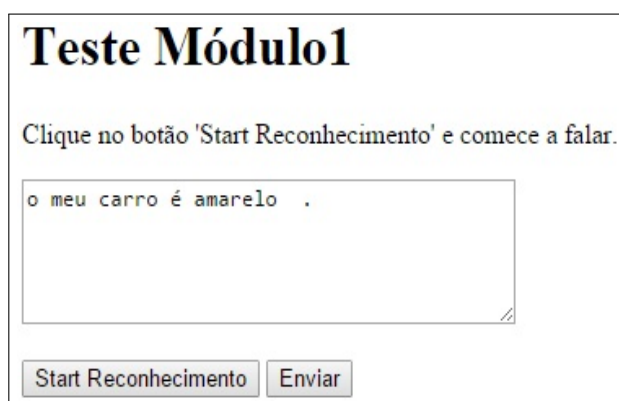 Teste Módulo1
Clique no botão 'Start Reconhecimento' e comece a falar.
o meu carro é amarelo  .
Start Reconhecimento Enviar